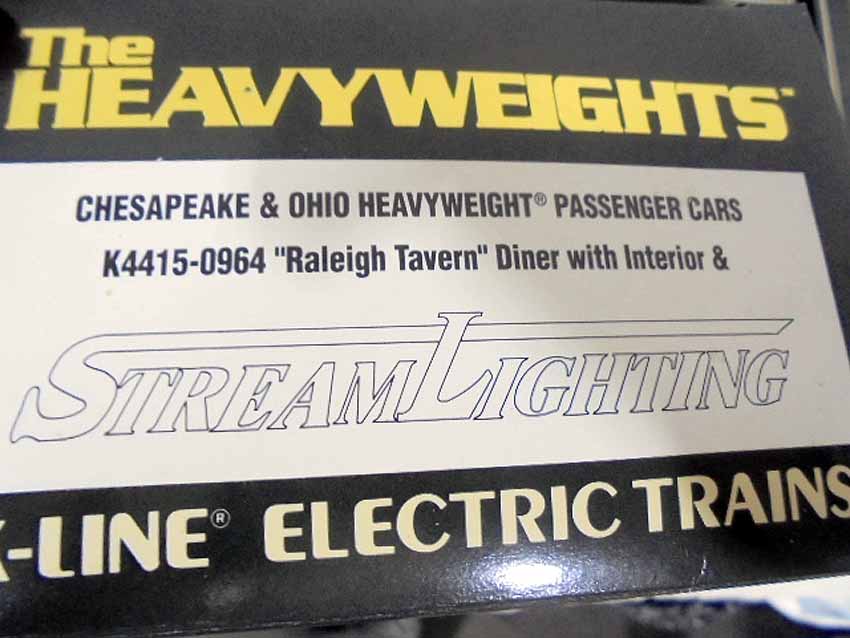 The
HEAVYWEIGHTS™
CHESAPEAKE & OHIO HEAVYWEIGHT® PASSENGER CARS
K4415-0964 "Raleigh Tavern" Diner with Interior &
STREAMLIGHTING
K-LINE® ELECTRIC TRAINS